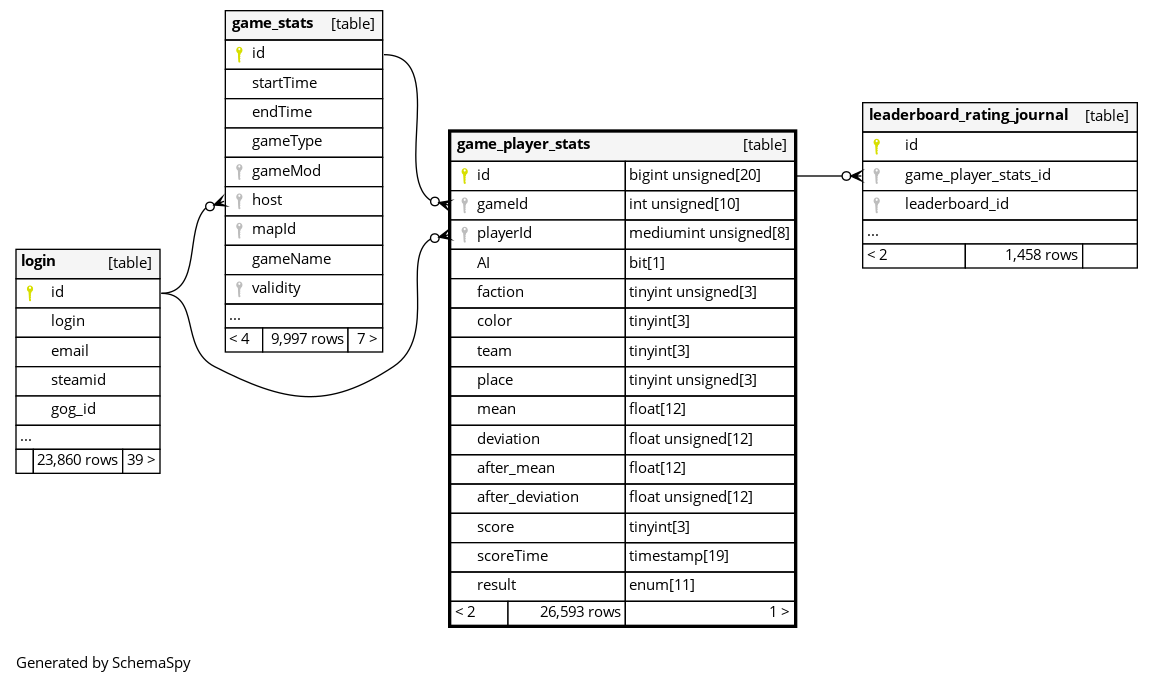 game_stats [table]
id
startTime
endTime
gameType
gameMod
host
mapId
gameName
validity
...
< 4 9,997 rows 7 >
login [table]
id
login
email
steamid
gog_id
...
23,860 rows 39 >
game_player_stats [table]
id bigint unsigned[20]
gameId int unsigned[10]
playerId mediumint unsigned[8]
AI bit[1]
faction tinyint unsigned[3]
color tinyint[3]
team tinyint[3]
place tinyint unsigned[3]
mean float[12]
deviation float unsigned[12]
after_mean float[12]
after_deviation float unsigned[12]
score tinyint[3]
scoreTime timestamp[19]
result enum[11]
< 2 26,593 rows 1 >
leaderboard_rating_journal [table]
id
game_player_stats_id
leaderboard_id
...
< 2 1,458 rows
Generated by SchemaSpy